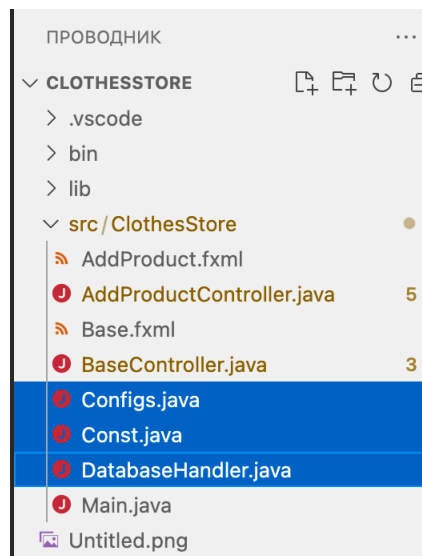 ПРОВОДНИК
CLOTHESSTORE
.vscode
bin
lib
src/ClothesStore
AddProduct.fxml
AddProductController.java 5
Base.fxml
BaseController.java 3
Configs.java
Const.java
DatabaseHandler.java
Main.java
Untitled.png